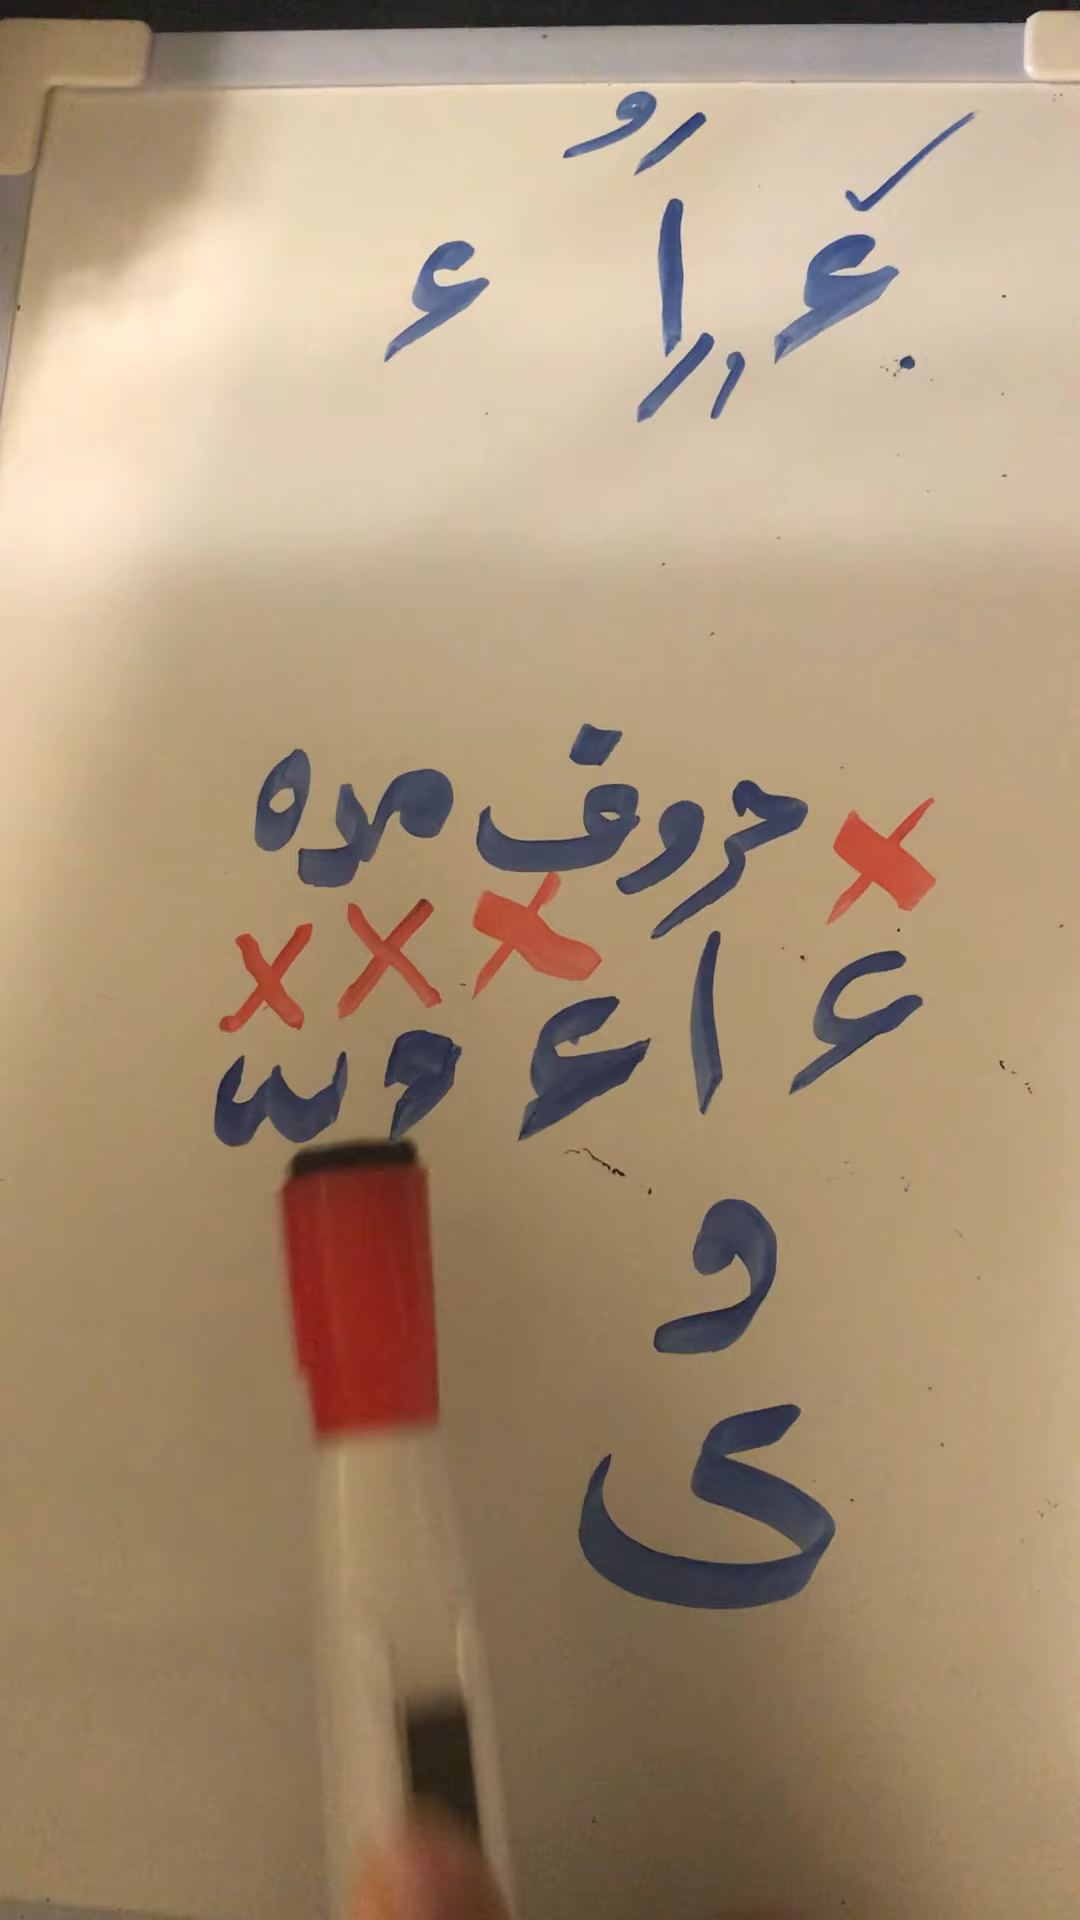 ء اَُِ ء
حروف مده
ء ا ء و س
و
ی